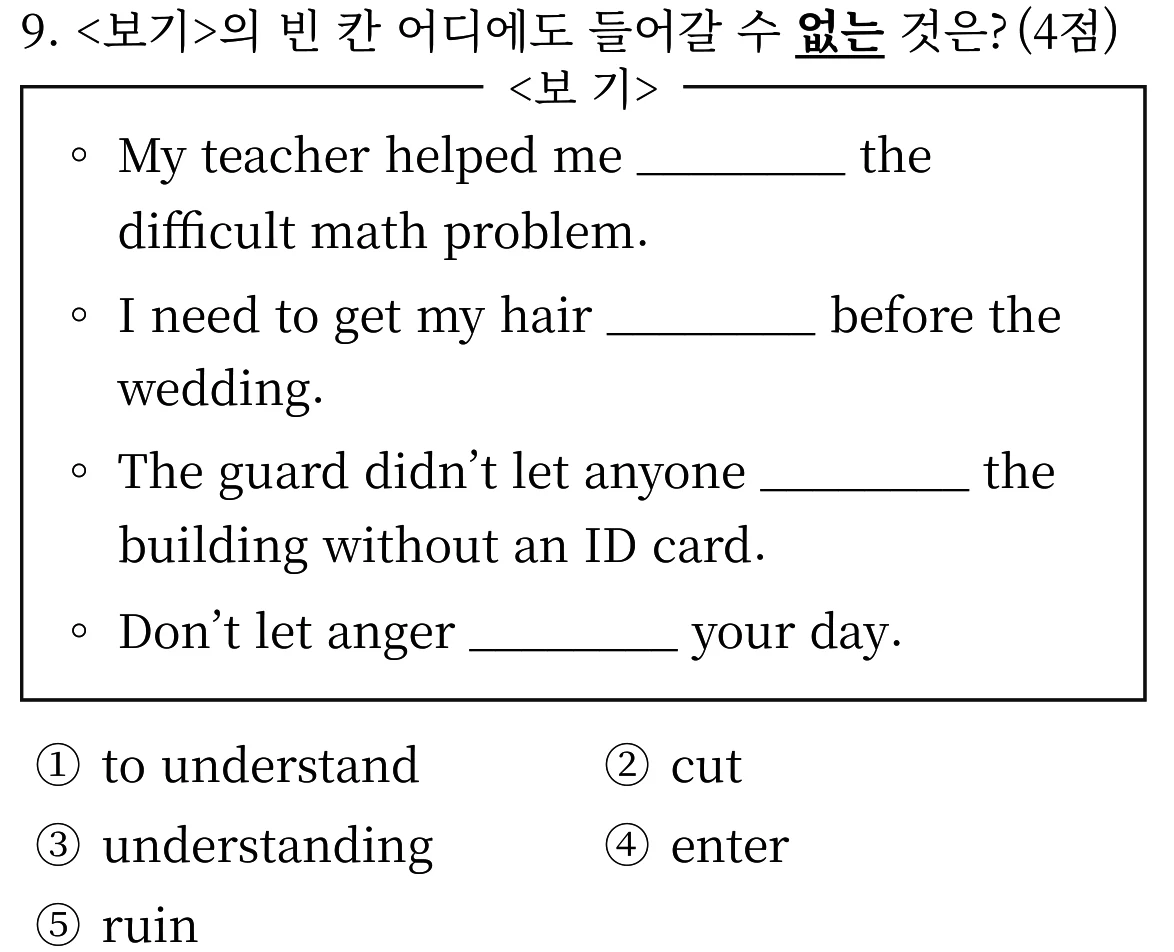 9. <보기>의 빈 칸 어디에도 들어갈 수 없는 것은? (4점)
<보 기>
◦ My teacher helped me ________ the
difficult math problem.
◦ I need to get my hair ________ before the
wedding.
◦ The guard didn’t let anyone ________ the
building without an ID card.
◦ Don’t let anger ________ your day.
① to understand ② cut
③ understanding ④ enter
⑤ ruin